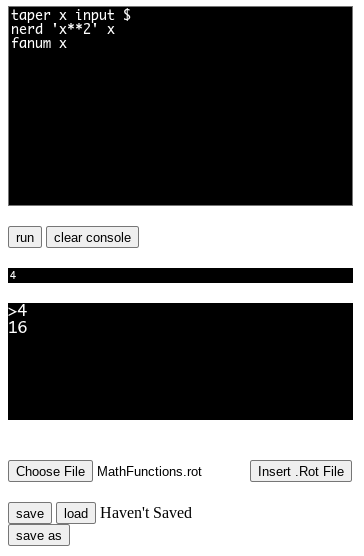 taper x input $
nerd 'x**2' x
fanum x
run clear console
4
>4
16
Choose File MathFunctions.rot Insert .Rot File
save load Haven't Saved
save as